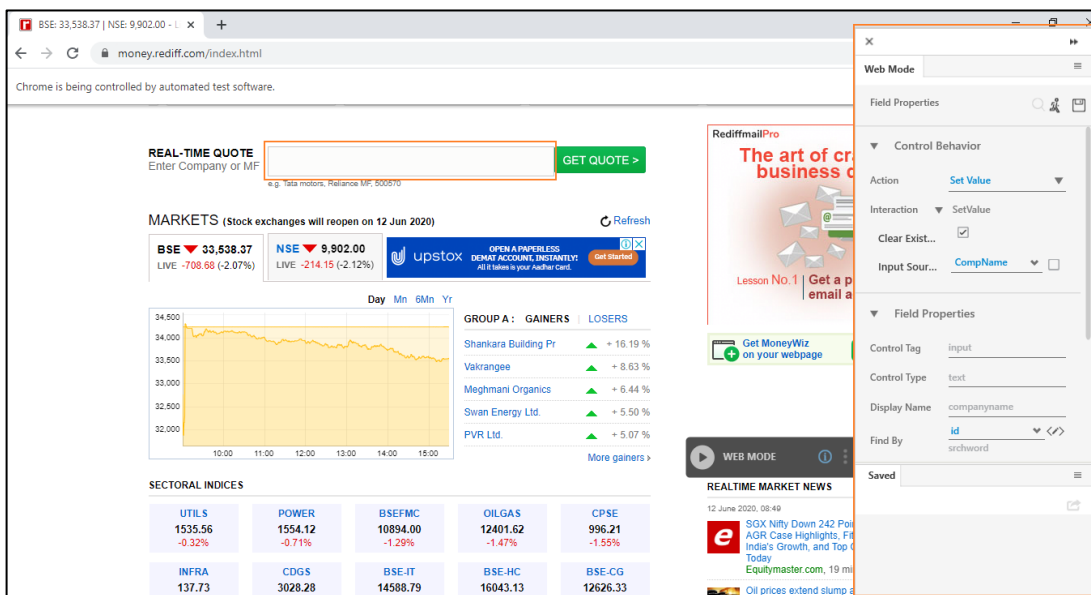 BSE: 33,538.37 | NSE: 9,902.00 - L
money.rediff.com/index.html
Chrome is being controlled by automated test software.
REAL-TIME QUOTE
Enter Company or MF
GET QUOTE >
e.g. Tata motors, Reliance MF, 500570
MARKETS (Stock exchanges will reopen on 12 Jun 2020)
Refresh
BSE 33,538.37
LIVE -708.68 (-2.07%)
NSE 9,902.00
LIVE -214.15 (-2.12%)
upstox
OPEN A PAPERLESS
DEMAT ACCOUNT, INSTANTLY!
All it takes is your Aadhar Card.
Get Started
Day Mn 6Mn Yr
34,500
34,000
33,500
33,000
32,500
32,000
10:00 11:00 12:00 13:00 14:00 15:00
GROUP A : GAINERS | LOSERS
Shankara Building Pr + 16.19 %
Vakrangee + 8.63 %
Meghmani Organics + 6.44 %
Swan Energy Ltd. + 5.50 %
PVR Ltd. + 5.07 %
More gainers
SECTORAL INDICES
UTILS POWER BSEFMC OILGAS CPSE
1535.56 1554.12 10894.00 12401.62 996.21
-0.32% -0.71% -1.29% -1.47% -1.55%
INFRA CDGS BSE-IT BSE-HC BSE-CG
137.73 3028.28 14588.79 16043.13 12626.33
RediffmailPro
The art of cr
business c
Lesson No.1
Get a p
email a
Get MoneyWiz
on your webpage
WEB MODE
REALTIME MARKET NEWS
12 June 2020, 08:49
SGX Nifty Down 242 Poi
AGR Case Highlights, Fit
India's Growth, and Top
Today
Equitymaster.com, 19 mi
Oil prices extend slump a
Web Mode
Field Properties
Control Behavior
Action Set Value
Interaction SetValue
Clear Exist...
Input Sour... CompName
Field Properties
Control Tag input
Control Type text
Display Name companyname
Find By id
srchword
Saved